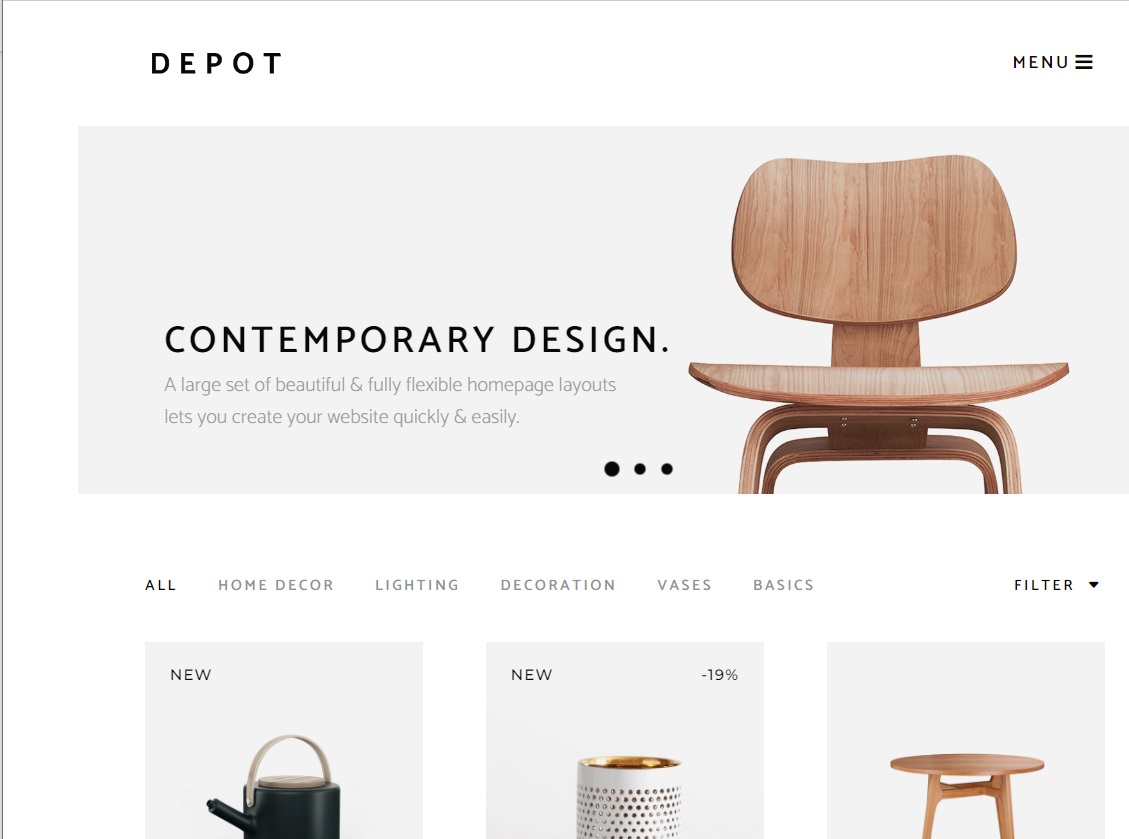 DEPOT
MENU
CONTEMPORARY DESIGN.
A large set of beautiful & fully flexible homepage layouts
lets you create your website quickly & easily.
ALL HOME DECOR LIGHTING DECORATION VASES BASICS FILTER
NEW
NEW -19%